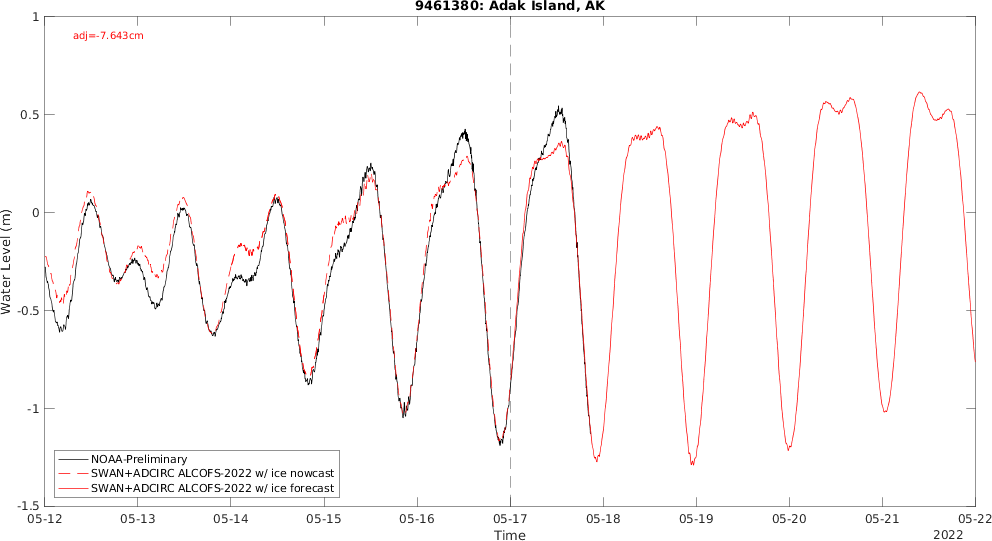 9461380: Adak Island, AK
adj=-7.643cm
Water Level (m)
1
0.5
0
-0.5
-1
-1.5
NOAA-Preliminary
SWAN+ADCIRC ALCOFS-2022 w/ ice nowcast
SWAN+ADCIRC ALCOFS-2022 w/ ice forecast
05-12 05-13 05-14 05-15 05-16 05-17 05-18 05-19 05-20 05-21 05-22
Time
2022